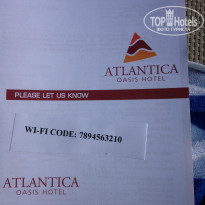 TOP HOTELS
ATLANTICA
OASIS HOTEL
PLEASE LET US KNOW
WI-FI CODE: 7894563210
ATLANTICA
OASIS HOTEL